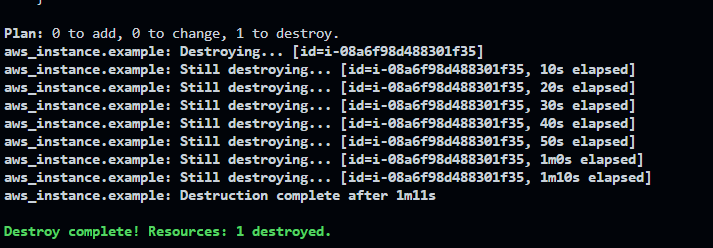 }
Plan: 0 to add, 0 to change, 1 to destroy.
aws_instance.example: Destroying... [id=i-08a6f98d488301f35]
aws_instance.example: Still destroying... [id=i-08a6f98d488301f35, 10s elapsed]
aws_instance.example: Still destroying... [id=i-08a6f98d488301f35, 20s elapsed]
aws_instance.example: Still destroying... [id=i-08a6f98d488301f35, 30s elapsed]
aws_instance.example: Still destroying... [id=i-08a6f98d488301f35, 40s elapsed]
aws_instance.example: Still destroying... [id=i-08a6f98d488301f35, 50s elapsed]
aws_instance.example: Still destroying... [id=i-08a6f98d488301f35, 1m0s elapsed]
aws_instance.example: Still destroying... [id=i-08a6f98d488301f35, 1m10s elapsed]
aws_instance.example: Destruction complete after 1m11s
Destroy complete! Resources: 1 destroyed.